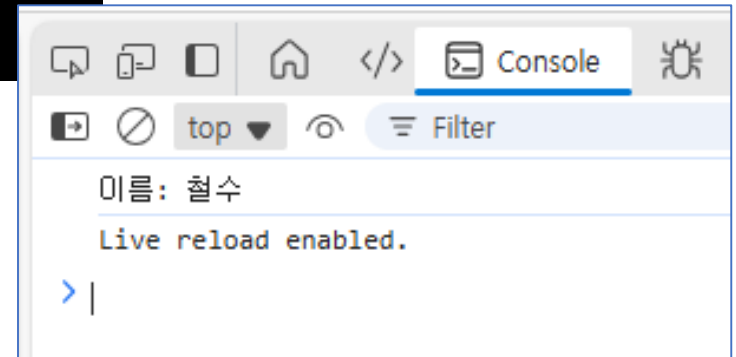 Console
top Filter
이름: 철수
Live reload enabled.